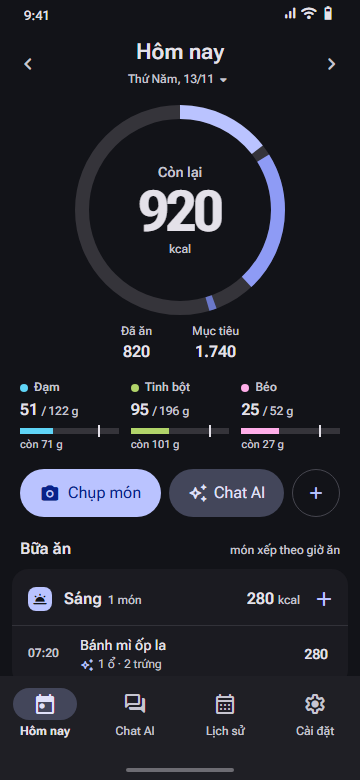 9:41
Hôm nay
Thứ Năm, 13/11
Còn lại
920
kcal
Đã ăn
Mục tiêu
820
1.740
Đạm
Tinh bột
Béo
51 / 122 g
95 / 196 g
25 / 52 g
còn 71 g
còn 101 g
còn 27 g
Chụp món
Chat AI
Bữa ăn
món xếp theo giờ ăn
Sáng 1 món
280 kcal
07:20
Bánh mì ốp la
280
1 ổ · 2 trứng
Hôm nay
Chat AI
Lịch sử
Cài đặt